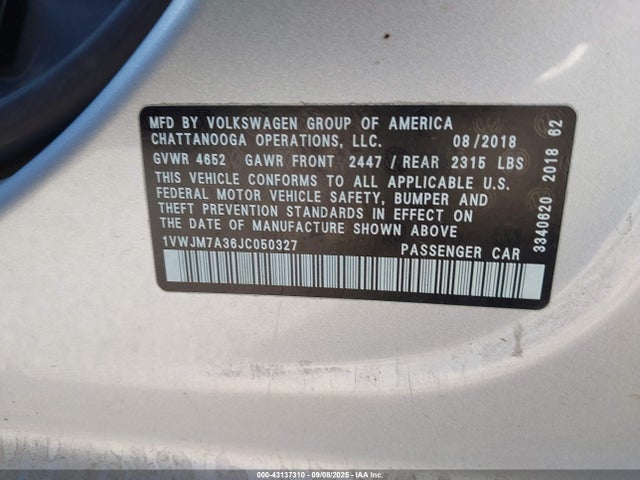 MFD BY VOLKSWAGEN GROUP OF AMERICA
CHATTANOOGA OPERATIONS, LLC. 08/2018
GVWR 4652 GAWR FRONT 2447 / REAR 2315 LBS
THIS VEHICLE CONFORMS TO ALL APPLICABLE U.S.
FEDERAL MOTOR VEHICLE SAFETY, BUMPER AND
THEFT PREVENTION STANDARDS IN EFFECT ON
THE DATE OF MANUFACTURE SHOWN ABOVE
1VWJM7A36JC050327 PASSENGER CAR
3340620 2018 62
000-43137310 - 09/08/2025 - IAA Inc.